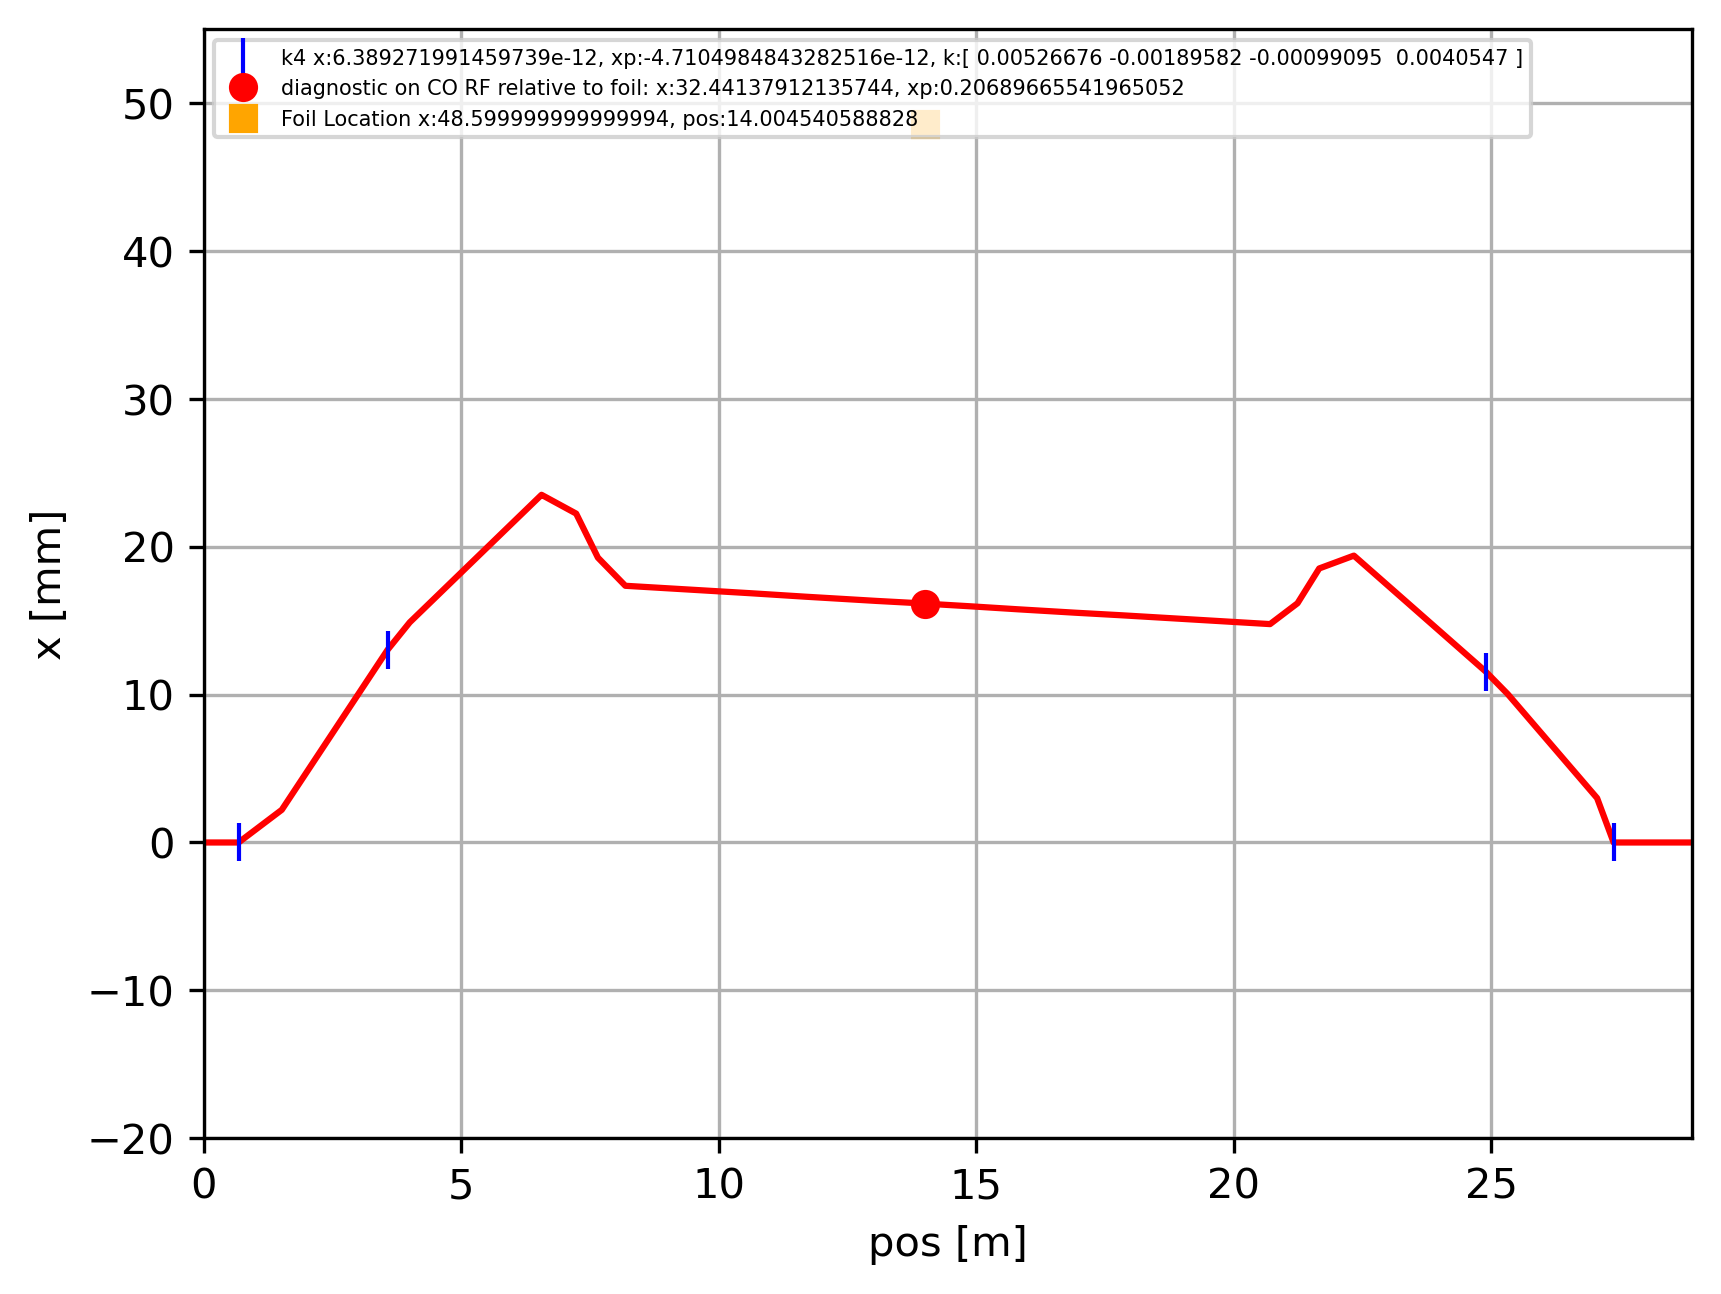 k4 x:6.389271991459739e-12, xp:-4.7104984843282516e-12, k:[ 0.00526676 -0.00189582 -0.00099095  0.0040547 ]
diagnostic on CO RF relative to foil: x:32.44137912135744, xp:0.20689665541965052
Foil Location x:48.599999999999994, pos:14.004540588828
50
40
30
20
10
0
−10
−20
x [mm]
0 5 10 15 20 25
pos [m]